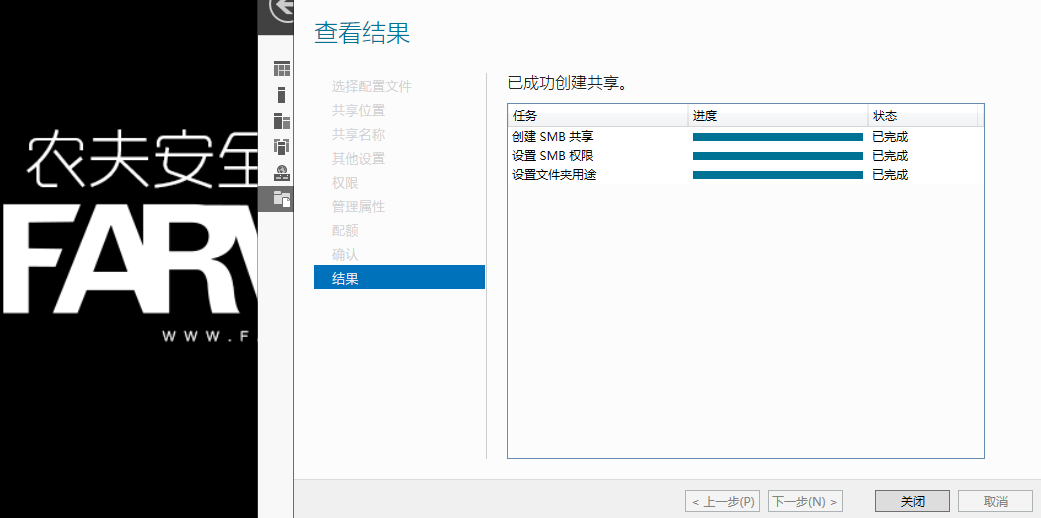 查看结果
农夫安全
FARM
WWW.F
选择配置文件
共享位置
共享名称
其他设置
权限
管理属性
配额
确认
结果
已成功创建共享。
任务 进度 状态
创建 SMB 共享 已完成
设置 SMB 权限 已完成
设置文件夹用途 已完成
< 上一步(P) 下一步(N) > 关闭 取消